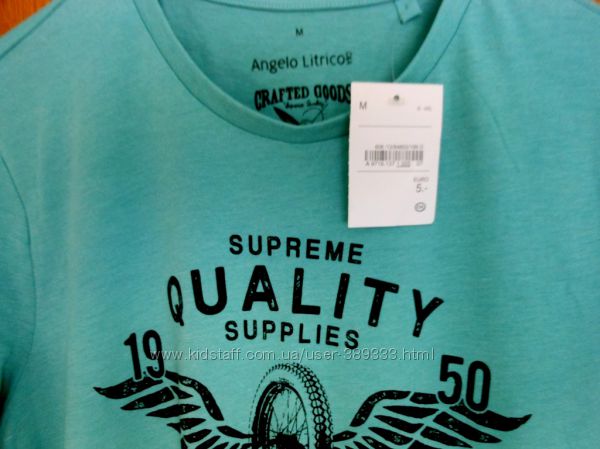 M
Angelo Litrico
CRAFTED GOODS
M
EURO
5.-
SUPREME
QUALITY
SUPPLIES
19 50
www.kidstaff.com.ua/user-389333.html